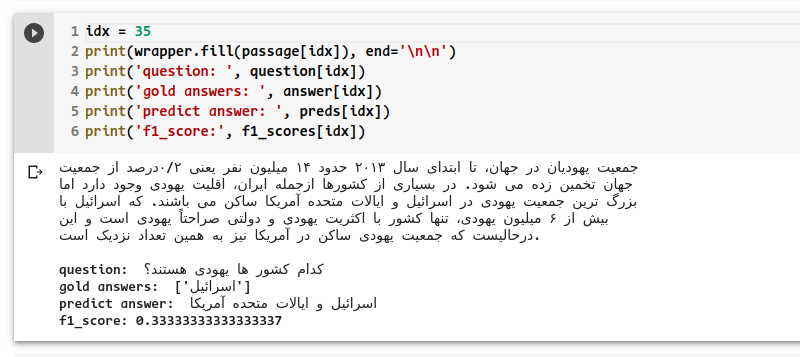 1 idx = 35
2 print(wrapper.fill(passage[idx]), end='\n\n')
3 print('question: ', question[idx])
4 print('gold answers: ', answer[idx])
5 print('predict answer: ', preds[idx])
6 print('f1_score:', f1_scores[idx])
جمعیت یهودیان در جهان، تا ابتدای سال ۲۰۱۳ حدود ۱۴ میلیون نفر یعنی ۰/۲درصد از جمعیت
جهان تخمین زده می شود. در بسیاری از کشورها ازجمله ایران، اقلیت یهودی وجود دارد اما
بزرگ ترین جمعیت یهودی در اسرائیل و ایالات متحده آمریکا ساکن می باشند. که اسرائیل با
بیش از ۶ میلیون یهودی، تنها کشور با اکثریت یهودی و دولتی صراحتاً یهودی است و این
درحالیست که جمعیت یهودی ساکن در آمریکا نیز به همین تعداد نزدیک است.
question:  کدام کشور ها یهودی هستند؟
gold answers:  ['اسرائیل']
predict answer:  اسرائیل و ایالات متحده آمریکا
f1_score: 0.33333333333333337